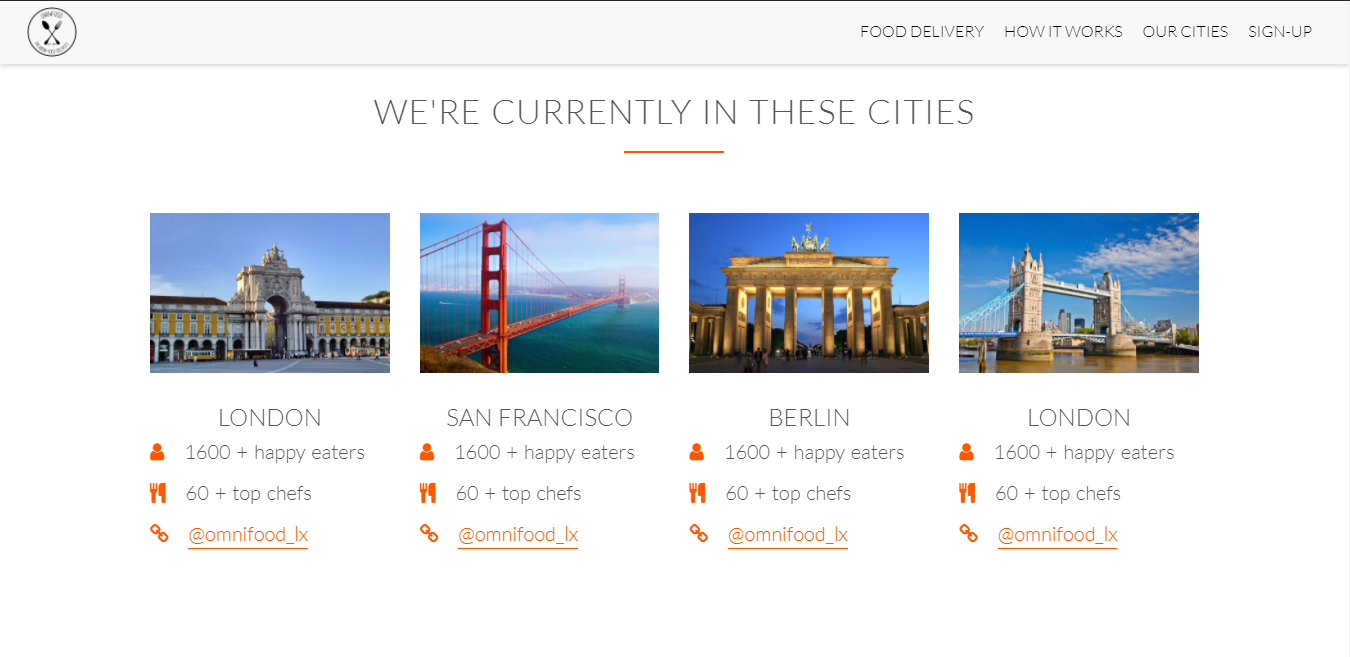 OMNIFOOD
FOOD DELIVERY HOW IT WORKS OUR CITIES SIGN-UP
WE'RE CURRENTLY IN THESE CITIES
LONDON
1600 + happy eaters
60 + top chefs
@omnifood_lx
SAN FRANCISCO
1600 + happy eaters
60 + top chefs
@omnifood_lx
BERLIN
1600 + happy eaters
60 + top chefs
@omnifood_lx
LONDON
1600 + happy eaters
60 + top chefs
@omnifood_lx